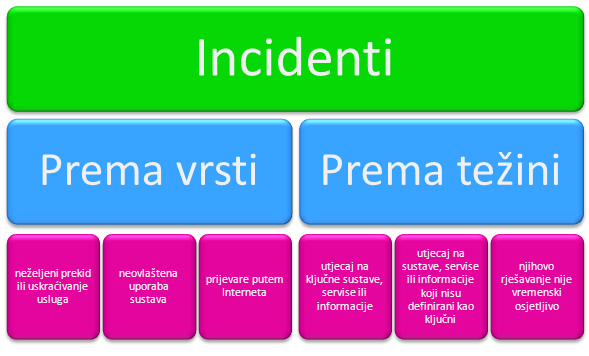 Incidenti
Prema vrsti
Prema težini
neželjeni prekid
ili uskraćivanje
usluga
neovlaštena
uporaba
sustava
prijevare putem
Interneta
utjecaj na
ključne sustave,
servise ili
informacije
utjecaj na
sustave, servise
ili informacije
koji nisu
definirani kao
ključni
njihovo
rješavanje nije
vremenski
osjetljivo